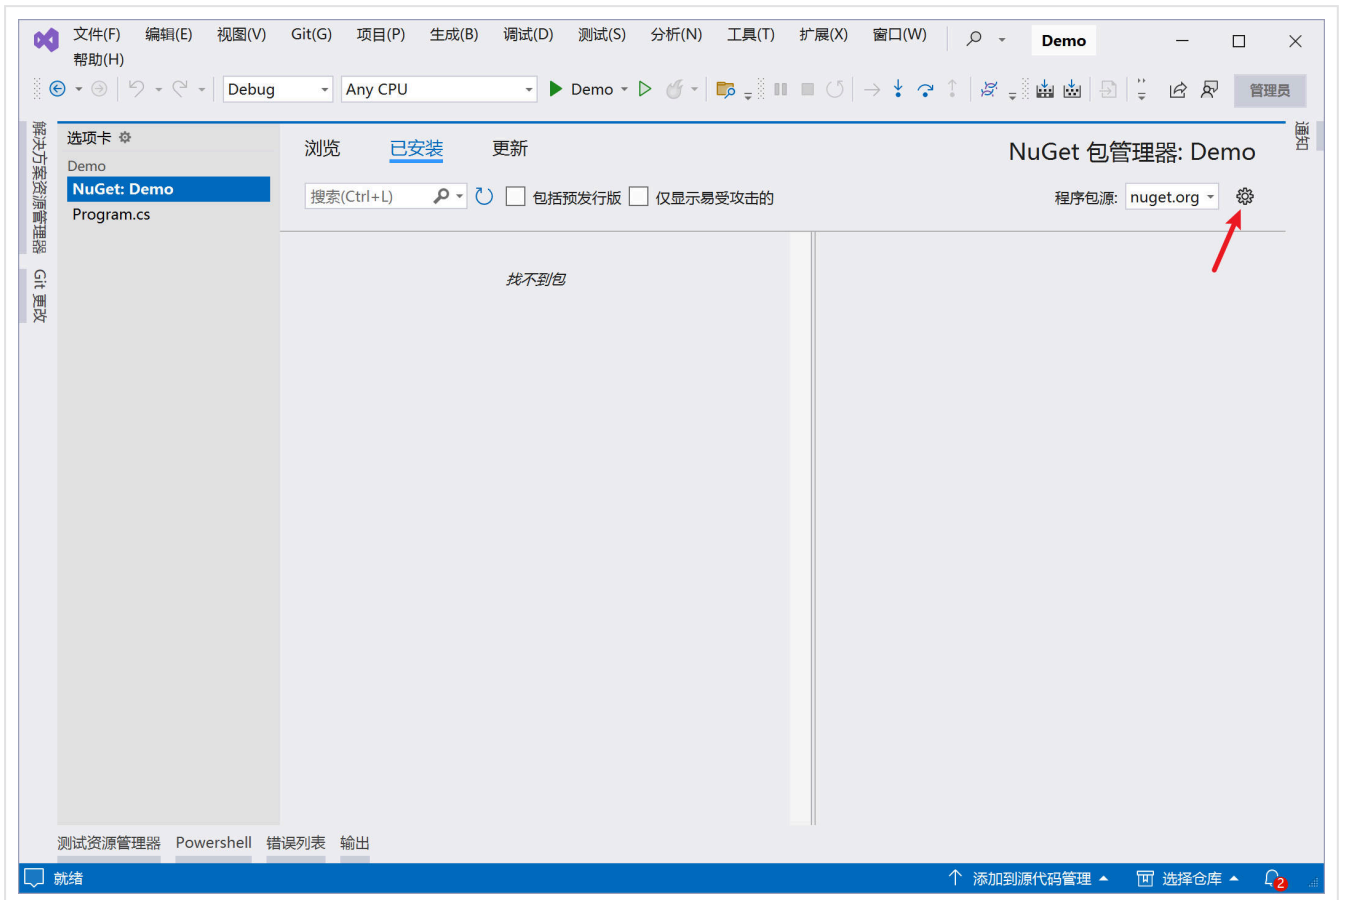 文件(F) 编辑(E) 视图(V) Git(G) 项目(P) 生成(B) 调试(D) 测试(S) 分析(N) 工具(T) 扩展(X) 窗口(W) Demo
帮助(H)
Debug Any CPU Demo 管理员
解决方案资源管理器
Git 更改
选项卡
Demo
NuGet: Demo
Program.cs
浏览 已安装 更新 NuGet 包管理器: Demo
搜索(Ctrl+L) 包括预发行版 仅显示易受攻击的 程序包源: nuget.org
找不到包
通知
测试资源管理器 Powershell 错误列表 输出
就绪 添加到源代码管理 选择仓库 2